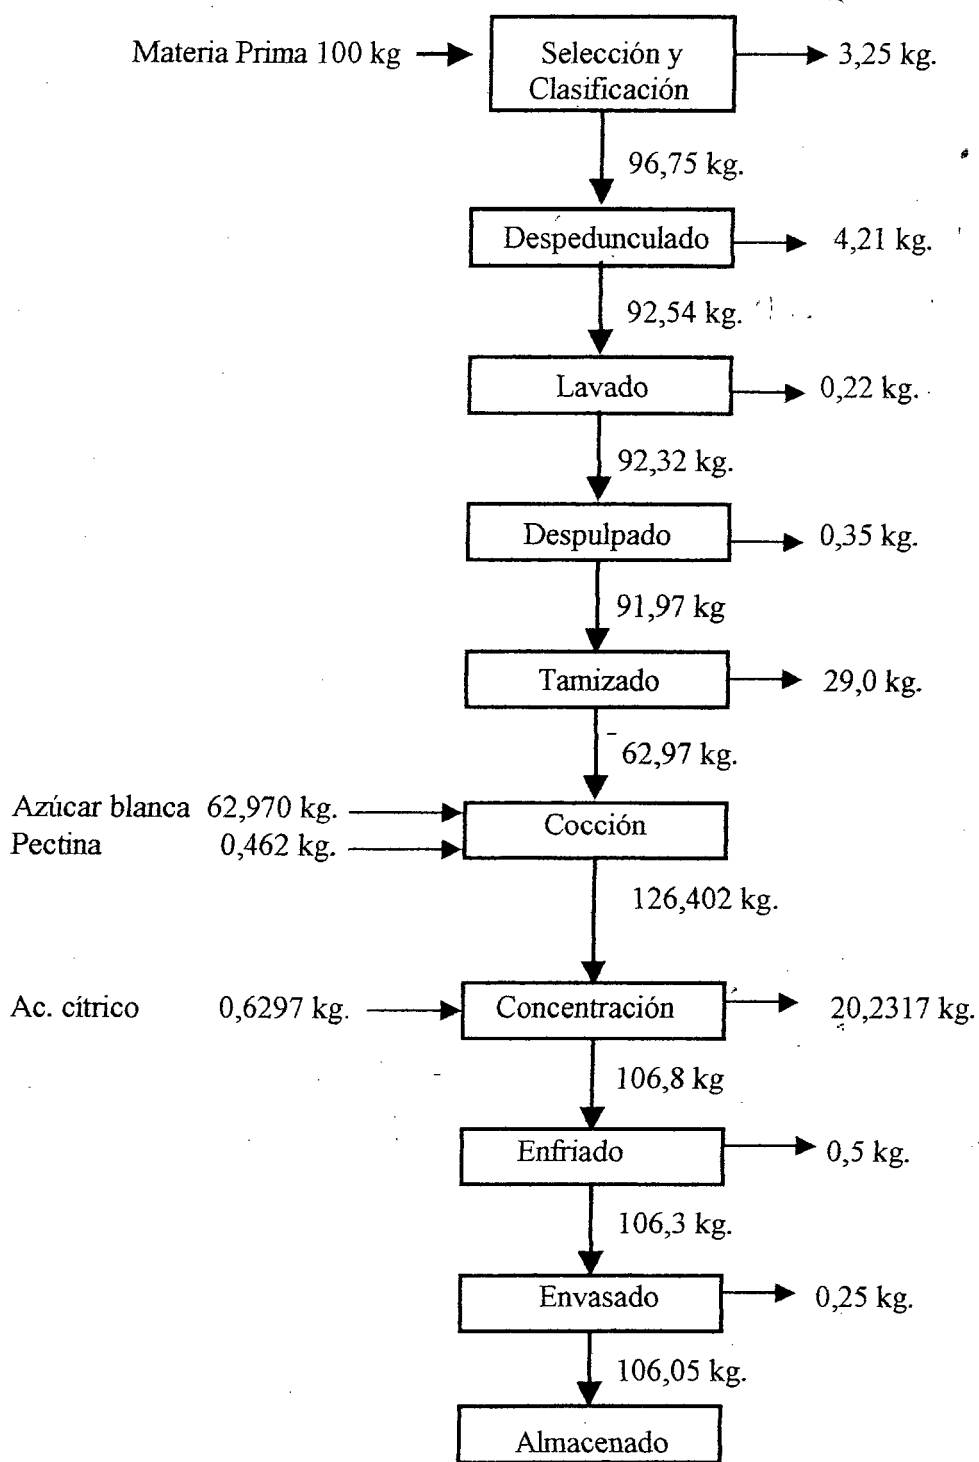 Materia Prima 100 kg
Selección y
Clasificación
3,25 kg.
96,75 kg.
Despedunculado
4,21 kg.
92,54 kg.
Lavado
0,22 kg.
92,32 kg.
Despulpado
0,35 kg.
91,97 kg
Tamizado
29,0 kg.
62,97 kg.
Azúcar blanca 62,970 kg.
Pectina 0,462 kg.
Cocción
126,402 kg.
Ac. cítrico 0,6297 kg.
Concentración
20,2317 kg.
106,8 kg
Enfriado
0,5 kg.
106,3 kg.
Envasado
0,25 kg.
106,05 kg.
Almacenado